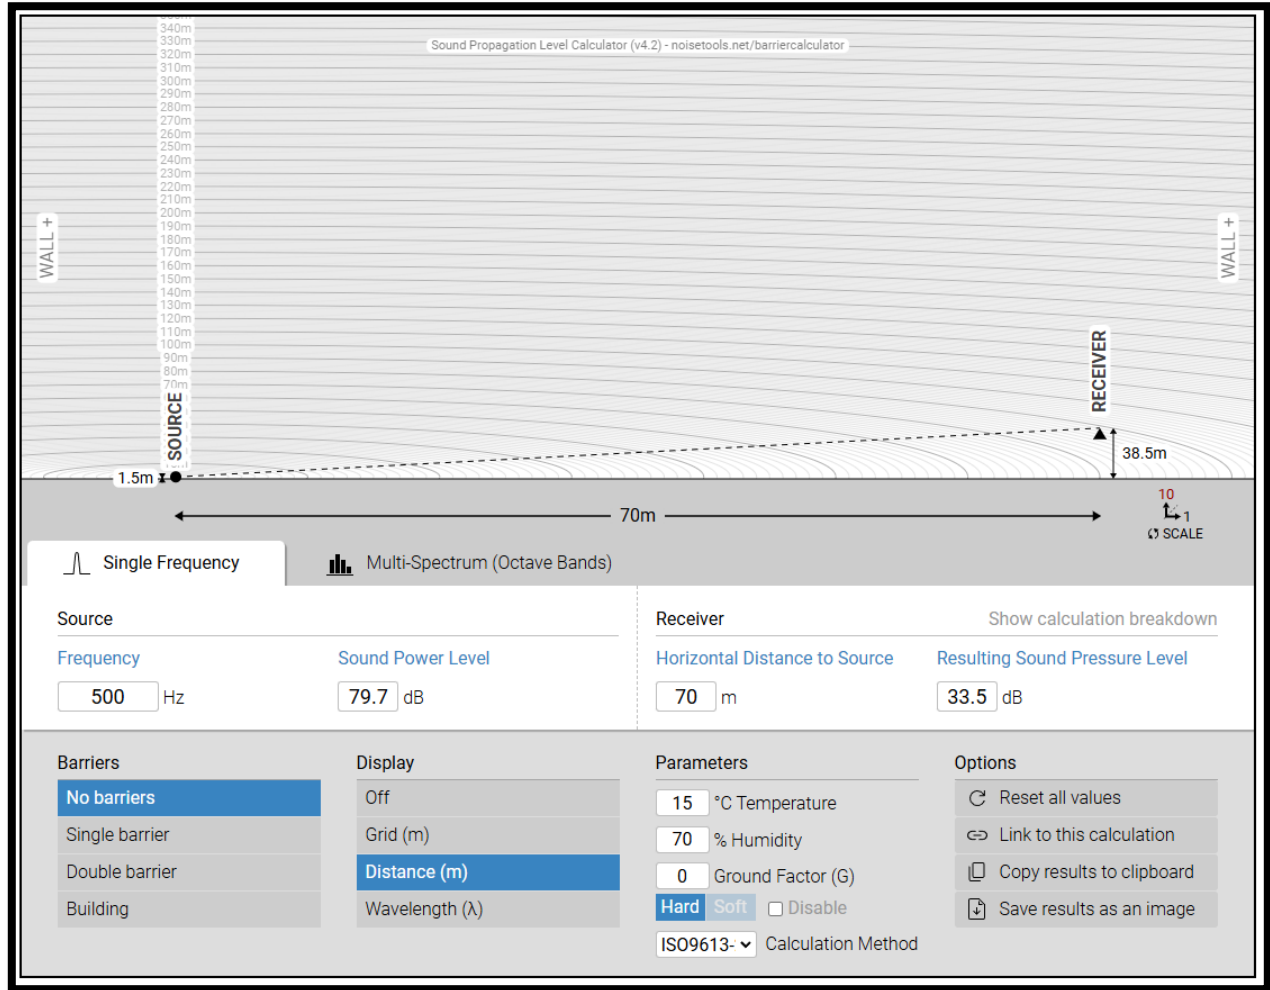 340m
330m
320m
310m
300m
290m
280m
270m
260m
250m
240m
230m
220m
210m
200m
190m
180m
170m
160m
150m
140m
130m
120m
110m
100m
90m
80m
70m
Sound Propagation Level Calculator (v4.2) - noisetools.net/barriercalculator
WALL +
WALL +
SOURCE
RECEIVER
1.5m
38.5m
70m
10
1
SCALE
Single Frequency
Multi-Spectrum (Octave Bands)
Source
Receiver
Show calculation breakdown
Frequency
Sound Power Level
Horizontal Distance to Source
Resulting Sound Pressure Level
500 Hz
79.7 dB
70 m
33.5 dB
Barriers
No barriers
Single barrier
Double barrier
Building
Display
Off
Grid (m)
Distance (m)
Wavelength (λ)
Parameters
15 °C Temperature
70 % Humidity
0 Ground Factor (G)
Hard Soft Disable
ISO9613- Calculation Method
Options
Reset all values
Link to this calculation
Copy results to clipboard
Save results as an image